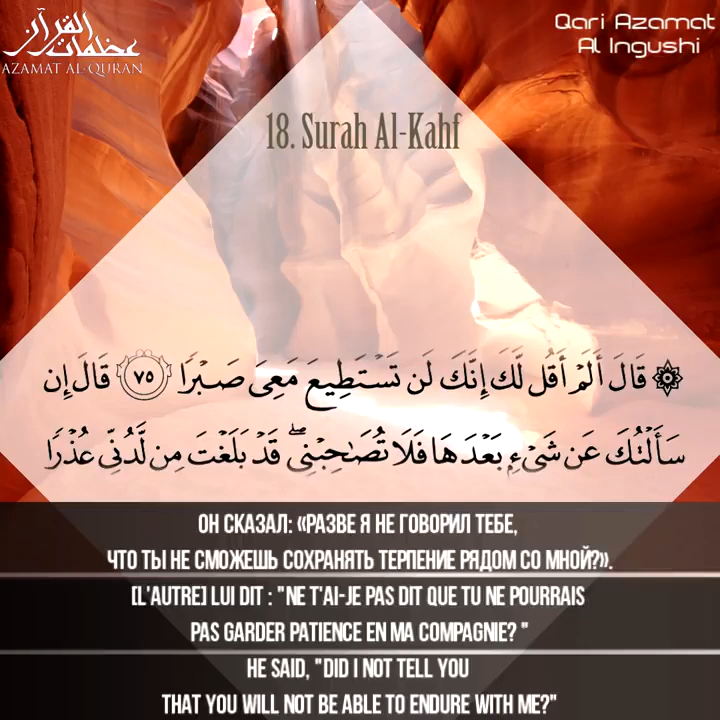 عظمات القرآن
AZAMAT AL-QURAN
Qari Azamat
Al Ingushi
18. Surah Al-Kahf
۞ قَالَ أَلَمْ أَقُل لَّكَ إِنَّكَ لَن تَسْتَطِيعَ مَعِىَ صَبْرًا ٧٥ قَالَ إِن
سَأَلْتُكَ عَن شَىْءٍۭ بَعْدَهَا فَلَا تُصَـٰحِبْنِى ۖ قَدْ بَلَغْتَ مِن لَّدُنِّى عُذْرًا
ОН СКАЗАЛ: «РАЗВЕ Я НЕ ГОВОРИЛ ТЕБЕ,
ЧТО ТЫ НЕ СМОЖЕШЬ СОХРАНЯТЬ ТЕРПЕНИЕ РЯДОМ СО МНОЙ?».
[L'AUTRE] LUI DIT : "NE T'AI-JE PAS DIT QUE TU NE POURRAIS
PAS GARDER PATIENCE EN MA COMPAGNIE? "
HE SAID, "DID I NOT TELL YOU
THAT YOU WILL NOT BE ABLE TO ENDURE WITH ME?"